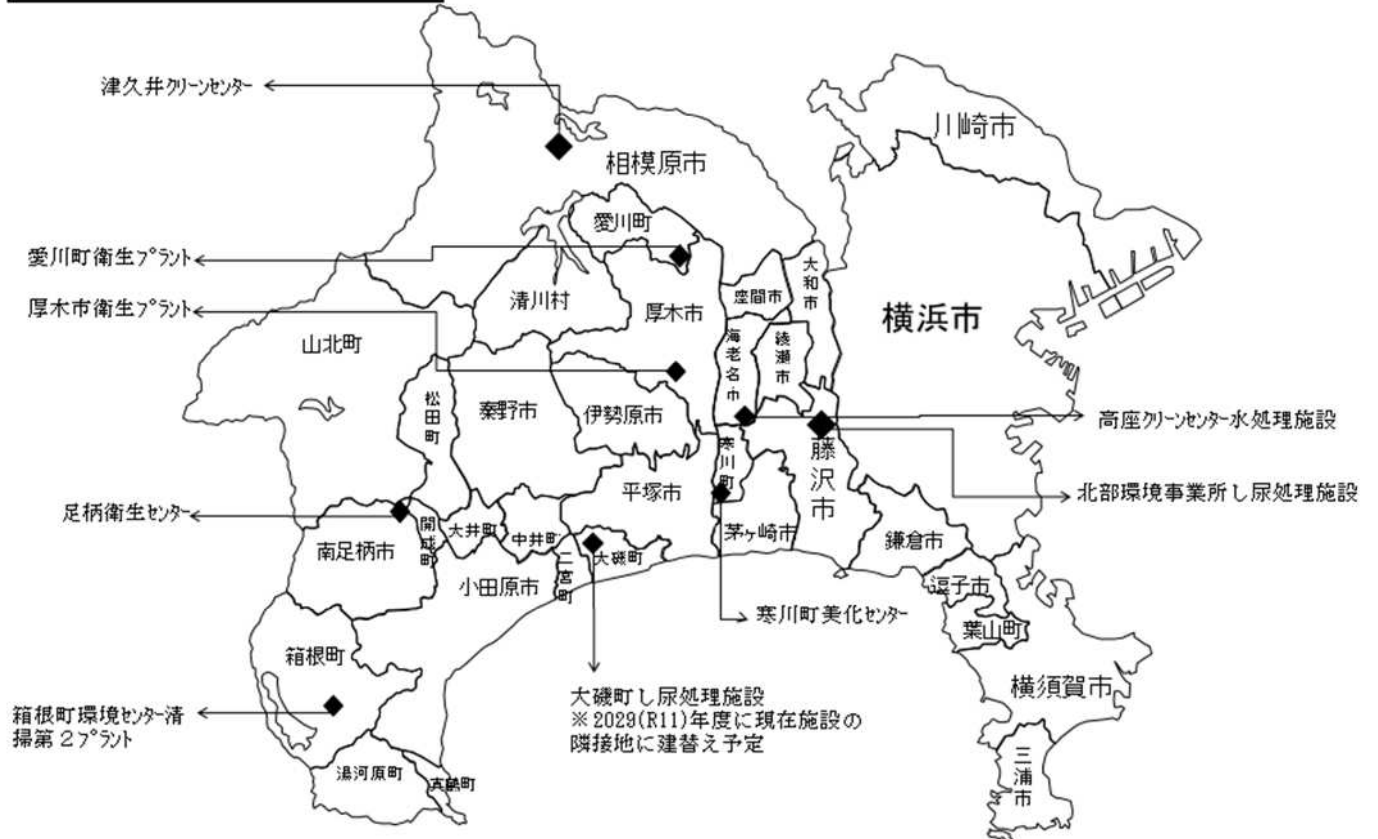 津久井クリーンセンター
川崎市
相模原市
愛川町
愛川町衛生プラント
大和市
座間市
清川村
厚木市
厚木市衛生プラント
横浜市
山北町
海老名市
綾瀬市
松田町
秦野市
伊勢原市
高座クリーンセンター水処理施設
寒川町
藤沢市
平塚市
北部環境事業所し尿処理施設
足柄衛生センター
開成町
大井町
中井町
茅ヶ崎市
南足柄市
鎌倉市
大磯町
二宮町
小田原市
逗子市
寒川町美化センター
葉山町
箱根町
横須賀市
大磯町し尿処理施設
※2029(R11)年度に現在施設の
隣接地に建替え予定
箱根町環境センター清
掃第2プラント
湯河原町
真鶴町
三浦市